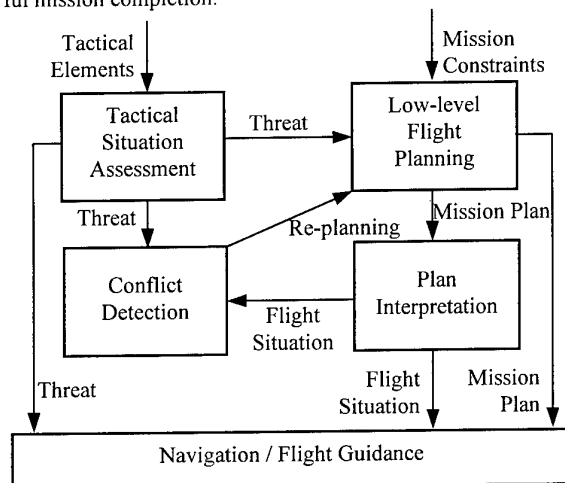 ful mission completion.
Tactical
Elements
Mission
Constraints
Tactical
Situation
Assessment
Threat
Low-level
Flight
Planning
Threat
Re-planning
Mission Plan
Conflict
Detection
Flight
Situation
Plan
Interpretation
Threat
Flight
Situation
Mission
Plan
Navigation / Flight Guidance